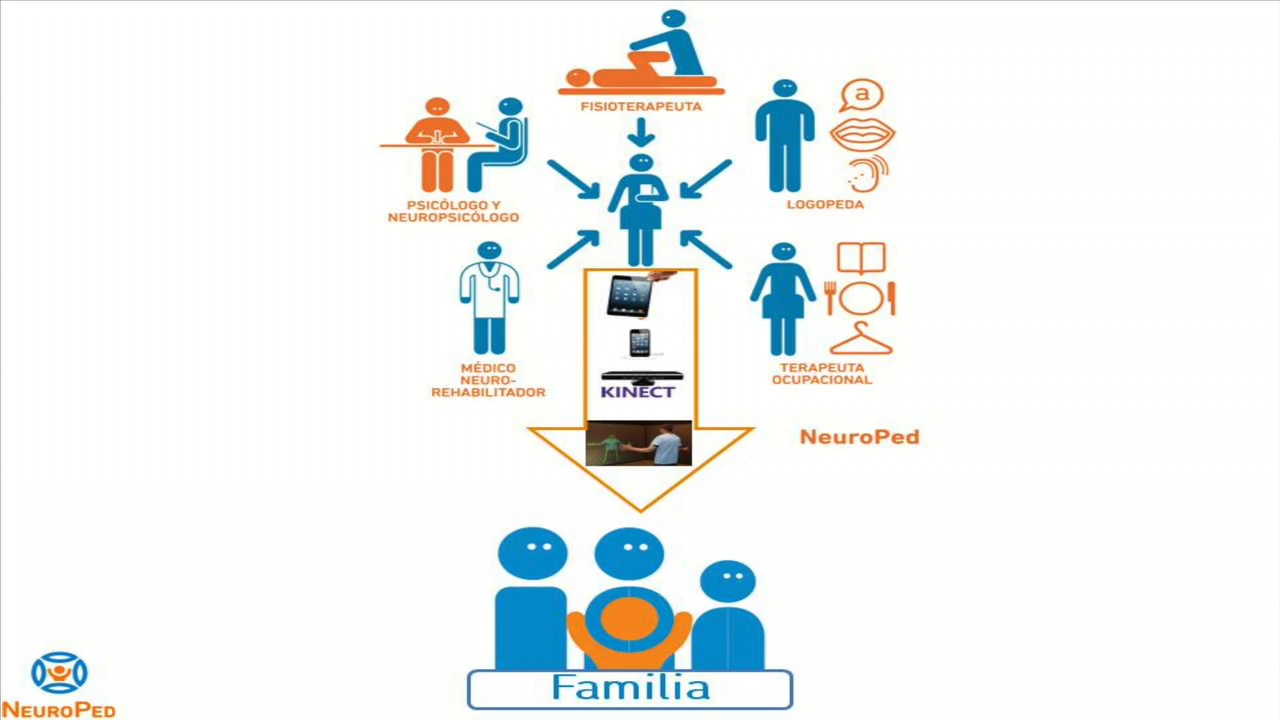 FISIOTERAPEUTA
a
PSICÓLOGO Y
NEUROPSICÓLOGO
LOGOPEDA
MÉDICO
NEURO-
REHABILITADOR
TERAPEUTA
OCUPACIONAL
KINECT
NeuroPed
Familia
NEUROPED